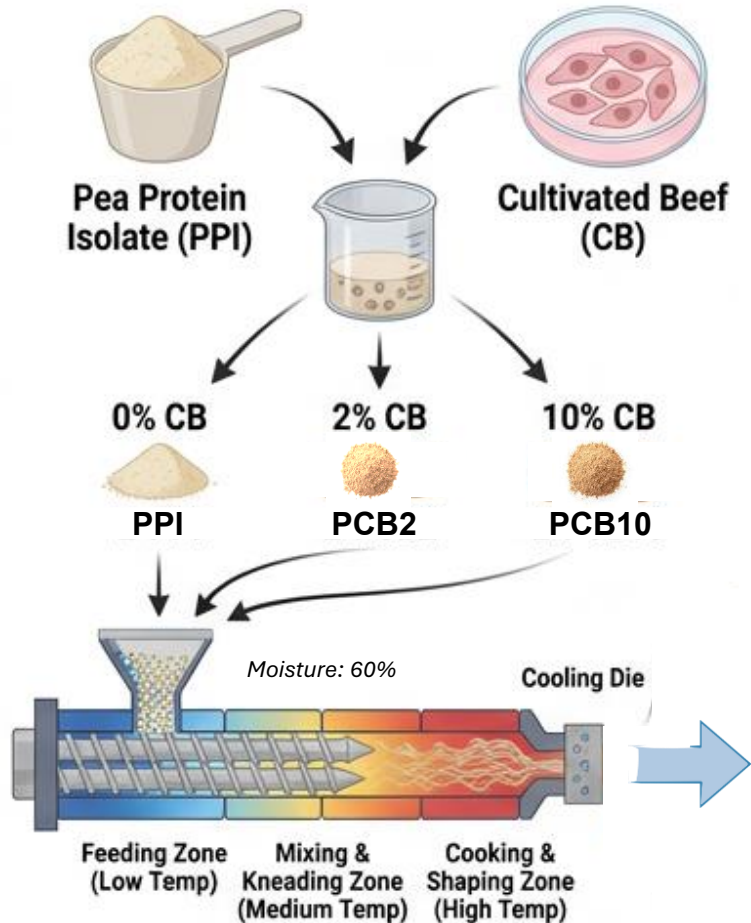 Pea Protein
Isolate (PPI)
Cultivated Beef
(CB)
0% CB
2% CB
10% CB
PPI
PCB2
PCB10
Moisture: 60%
Cooling Die
Feeding Zone
(Low Temp)
Mixing &
Kneading Zone
(Medium Temp)
Cooking &
Shaping Zone
(High Temp)